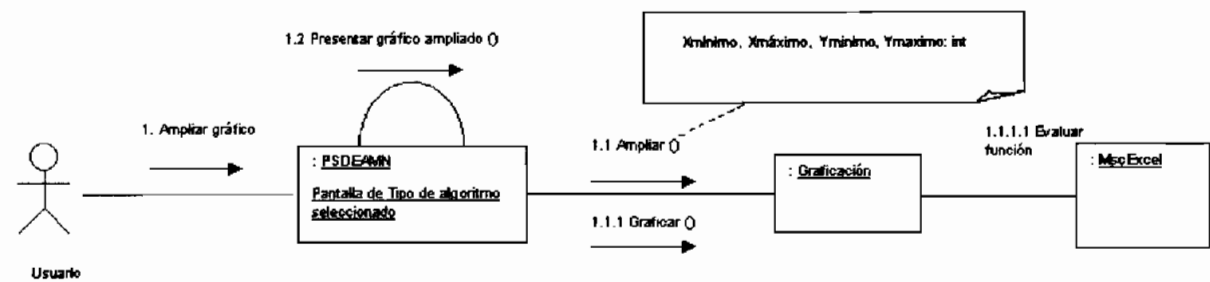 1.2 Presentar gráfico ampliado ()
Xmínimo, Xmáximo, Yminimo, Ymaximo: int
1. Ampliar gráfico
1.1 Ampliar ()
1.1.1.1 Evaluar
función
: PSDEAMN
Pantalla de Tipo de algoritmo
seleccionado
: Graficación
: MscExcel
1.1.1 Graficar ()
Usuario